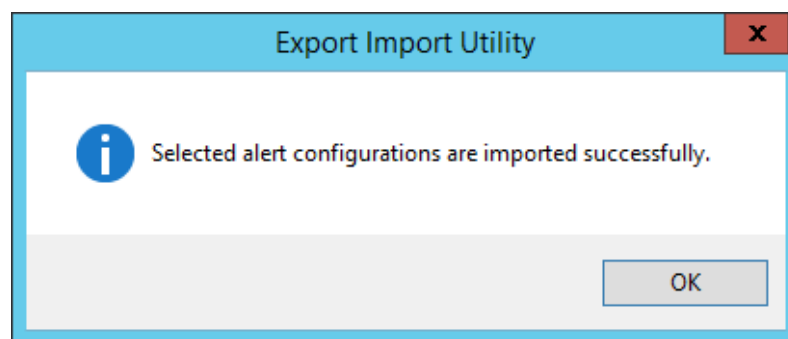 Export Import Utility
x
Selected alert configurations are imported successfully.
OK